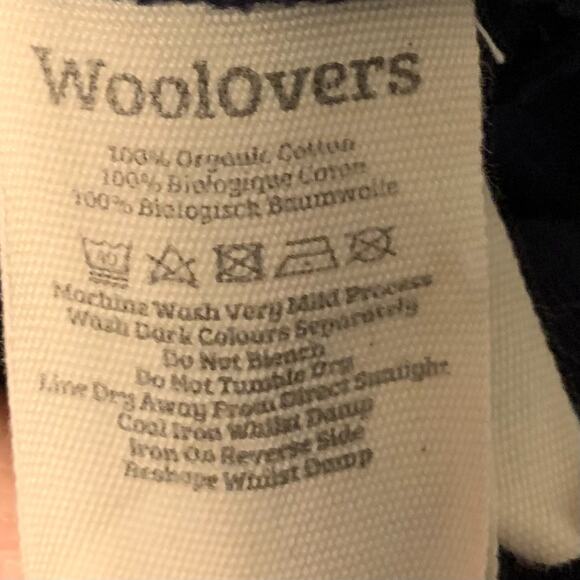 Woolovers
100% Organic Cotton
100% Biologique Coton
100% Biologisch Baumwolle
40
Machine Wash Very Mild Process
Wash Dark Colours Separately
Do Not Bleach
Do Not Tumble Dry
Line Dry Away From Direct Sunlight
Cool Iron Whilst Damp
Iron On Reverse Side
Reshape Whilst Damp